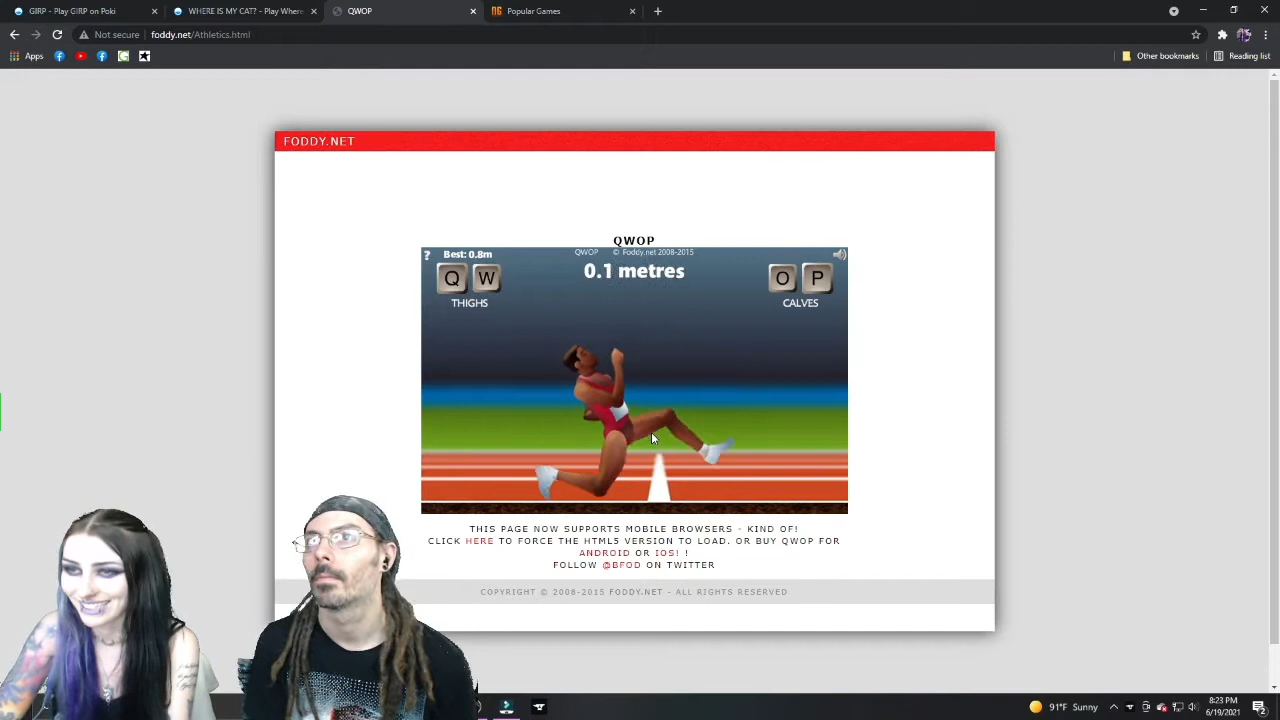 GIRP - Play GIRP on Poki
WHERE IS MY CAT? - Play Where
QWOP
Popular Games
Not secure foddy.net/Athletics.html
Apps
Other bookmarks
Reading list
FODDY.NET
QWOP
? Best: 0.8m
QWOP © Foddy.net 2008-2015
0.1 metres
Q W
O P
THIGHS
CALVES
THIS PAGE NOW SUPPORTS MOBILE BROWSERS - KIND OF!
CLICK HERE TO FORCE THE HTML5 VERSION TO LOAD. OR BUY QWOP FOR
ANDROID OR IOS! !
FOLLOW @BFOD ON TWITTER
COPYRIGHT © 2008-2015 FODDY.NET - ALL RIGHTS RESERVED
91°F Sunny
8:23 PM
6/19/2021
2